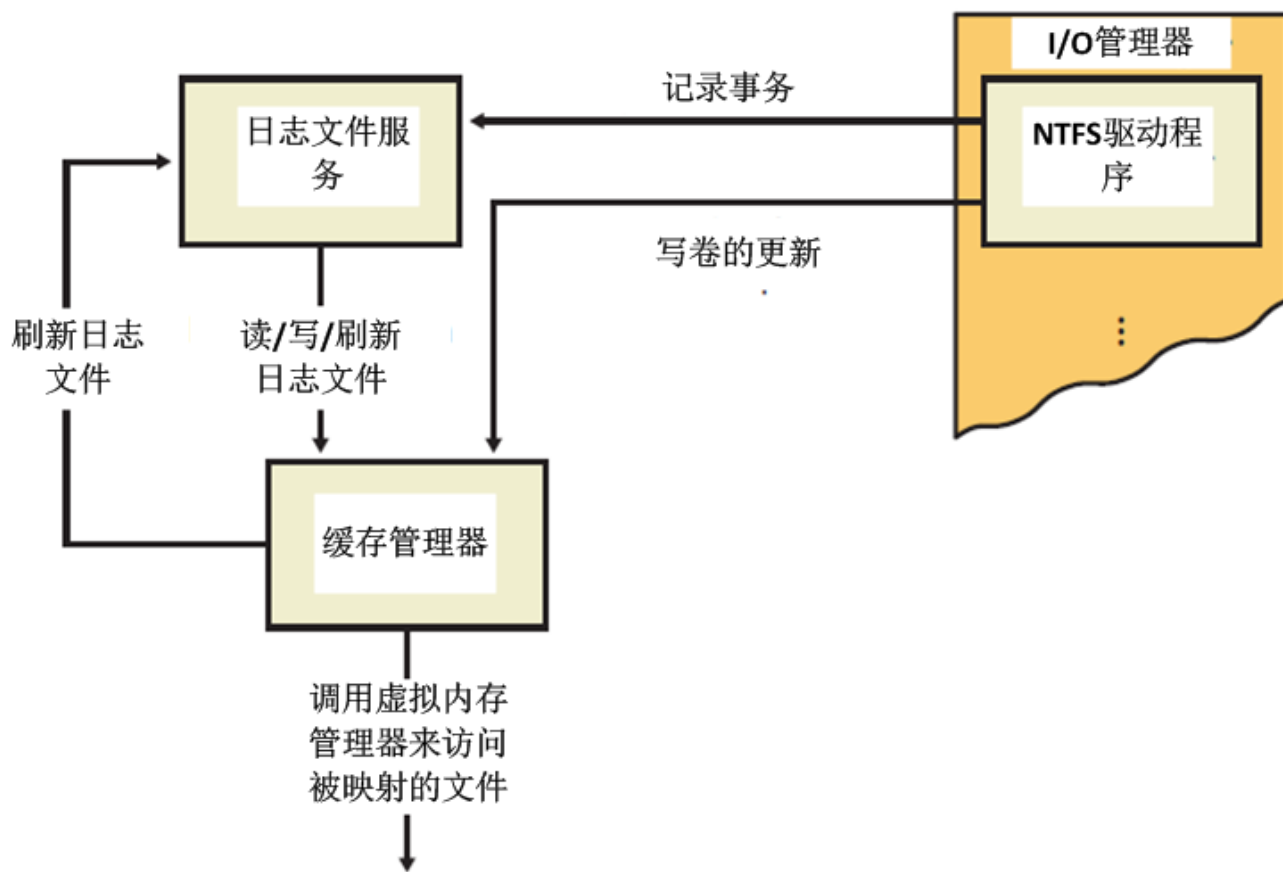 I/O管理器
记录事务
日志文件服
务
NTFS驱动程
序
写卷的更新
刷新日志
文件
读/写/刷新
日志文件
缓存管理器
调用虚拟内存
管理器来访问
被映射的文件